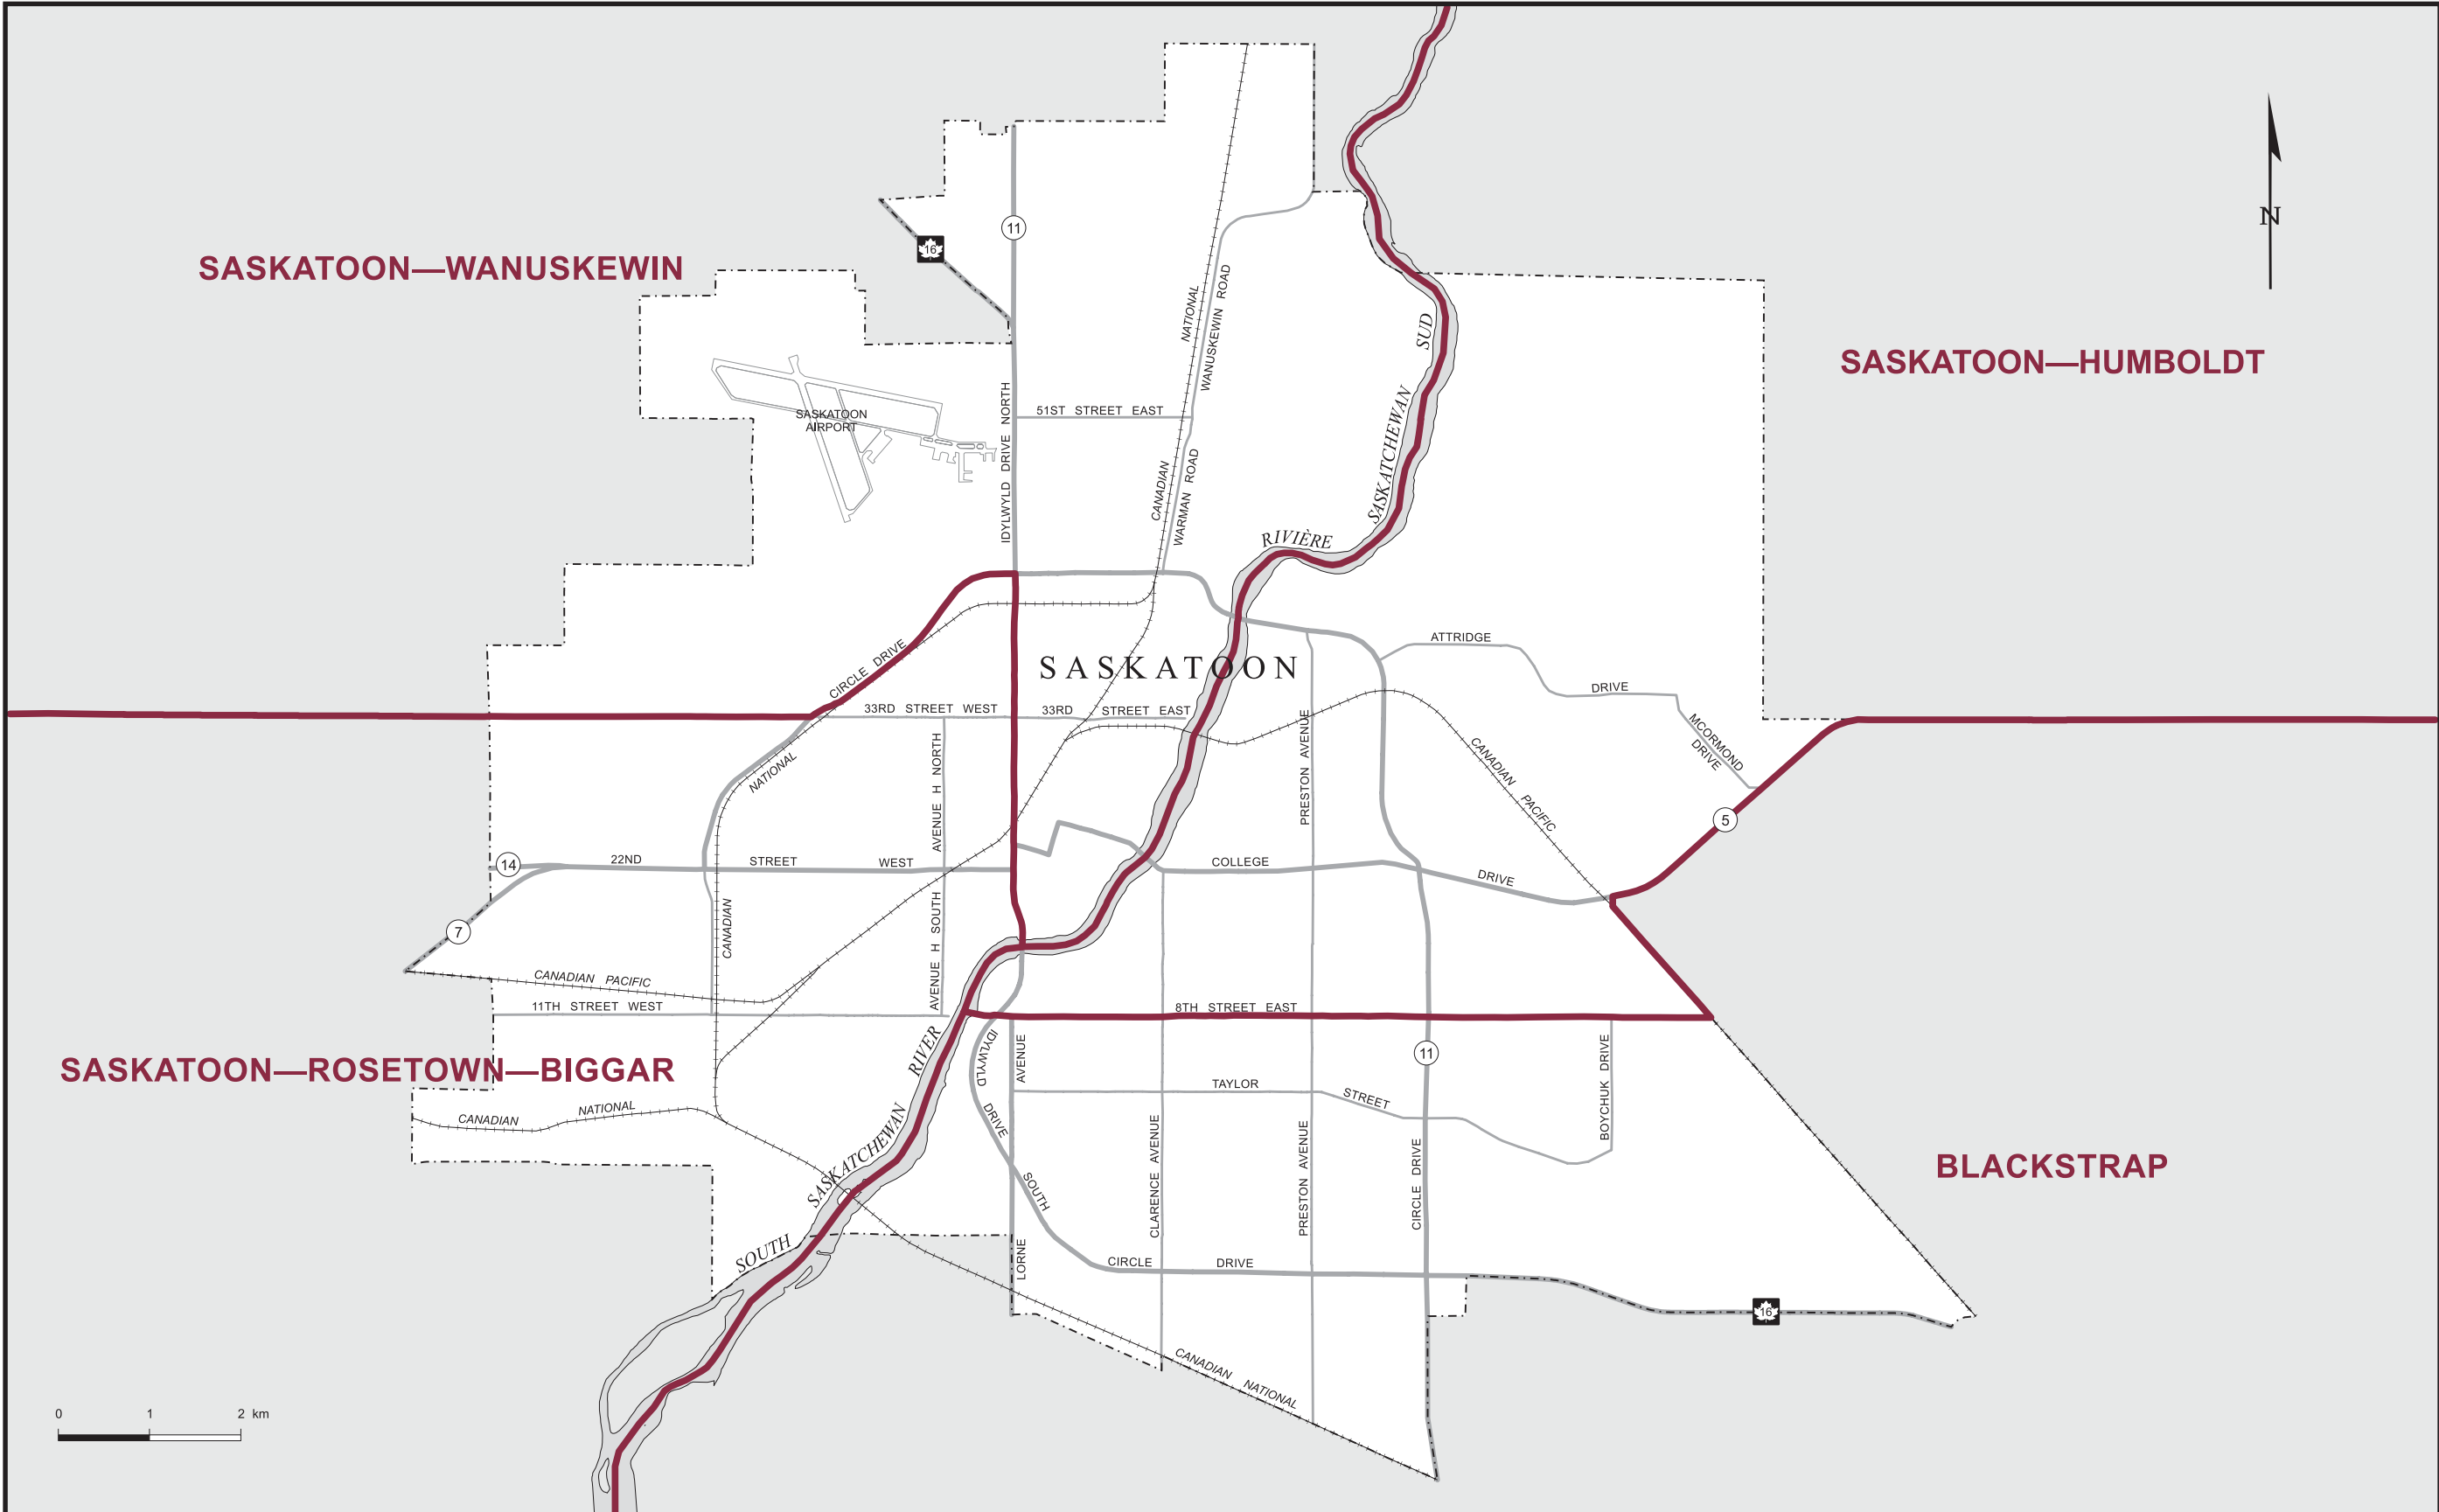 SASKATOON—WANUSKEWIN
16
11
N
SASKATOON—HUMBOLDT
SASKATOON
AIRPORT
IDYLWYLD DRIVE NORTH
51ST STREET EAST
NATIONAL
CANADIAN
WANUSKEWIN ROAD
WARMAN ROAD
SUD
SASKATCHEWAN
RIVIÈRE
CIRCLE DRIVE
SASKATOON
ATTRIDGE
DRIVE
MCORMOND
DRIVE
33RD STREET WEST
33RD STREET EAST
NATIONAL
AVENUE H NORTH
PRESTON AVENUE
CANADIAN PACIFIC
5
14
22ND STREET WEST
COLLEGE
DRIVE
7
CANADIAN
AVENUE H SOUTH
CANADIAN PACIFIC
11TH STREET WEST
8TH STREET EAST
SASKATOON—ROSETOWN—BIGGAR
RIVER
IDYLWYLD
DRIVE
SOUTH
AVENUE
LORNE
11
BOYCHUK DRIVE
TAYLOR
STREET
CANADIAN NATIONAL
SASKATCHEWAN
SOUTH
CLARENCE AVENUE
PRESTON AVENUE
CIRCLE DRIVE
BLACKSTRAP
CIRCLE DRIVE
16
CANADIAN NATIONAL
0 1 2 km